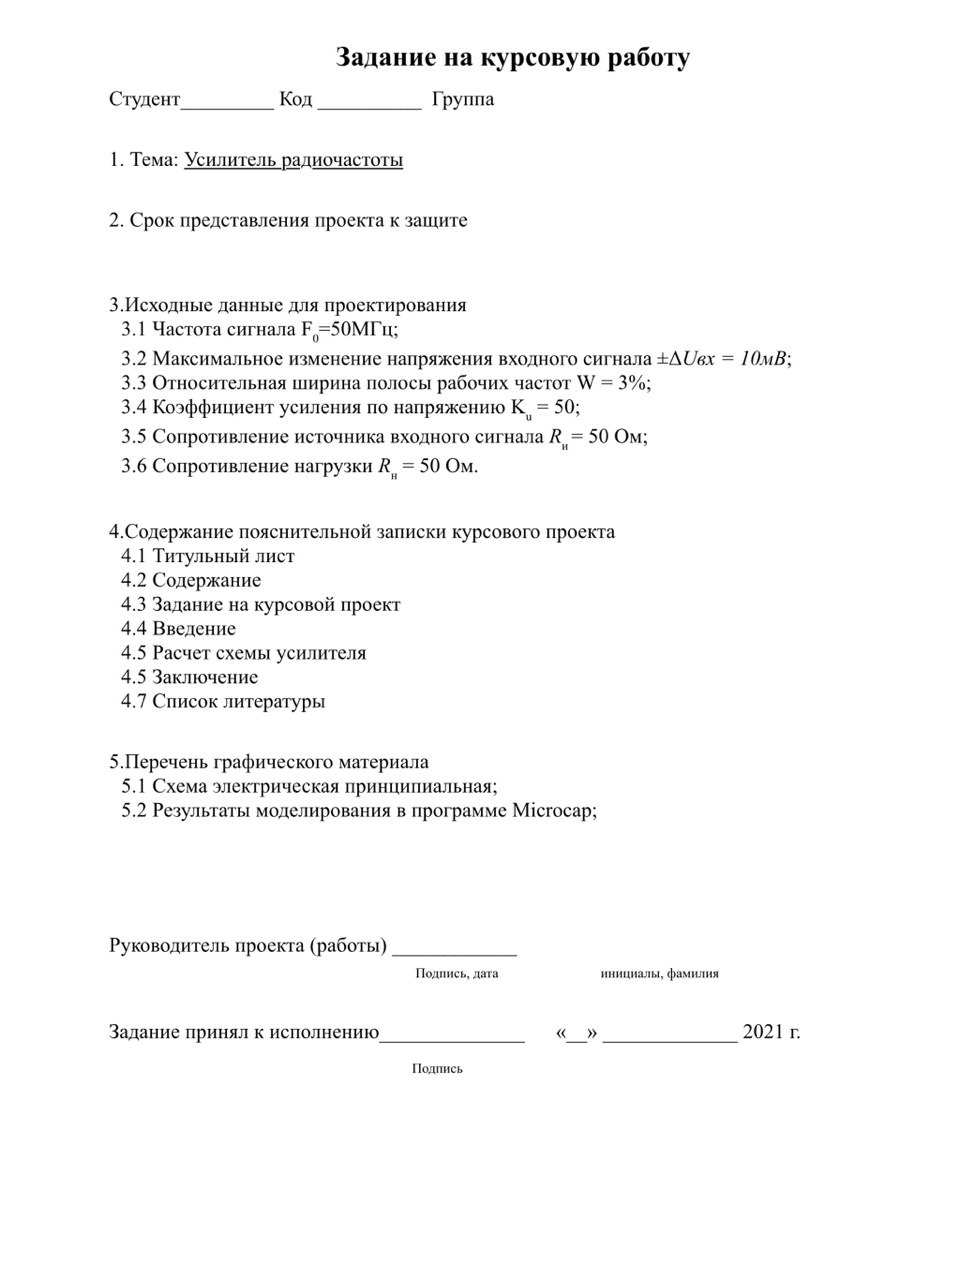 Задание на курсовую работу
Студент_________ Код __________ Группа
1. Тема: Усилитель радиочастоты
2. Срок представления проекта к защите
3.Исходные данные для проектирования
3.1 Частота сигнала F0=50МГц;
3.2 Максимальное изменение напряжения входного сигнала ±ΔUвх = 10мВ;
3.3 Относительная ширина полосы рабочих частот W = 3%;
3.4 Коэффициент усиления по напряжению Ku = 50;
3.5 Сопротивление источника входного сигнала Rи = 50 Ом;
3.6 Сопротивление нагрузки Rн = 50 Ом.
4.Содержание пояснительной записки курсового проекта
4.1 Титульный лист
4.2 Содержание
4.3 Задание на курсовой проект
4.4 Введение
4.5 Расчет схемы усилителя
4.5 Заключение
4.7 Список литературы
5.Перечень графического материала
5.1 Схема электрическая принципиальная;
5.2 Результаты моделирования в программе Microcap;
Руководитель проекта (работы) ____________
Подпись, дата инициалы, фамилия
Задание принял к исполнению______________ «__» _____________ 2021 г.
Подпись